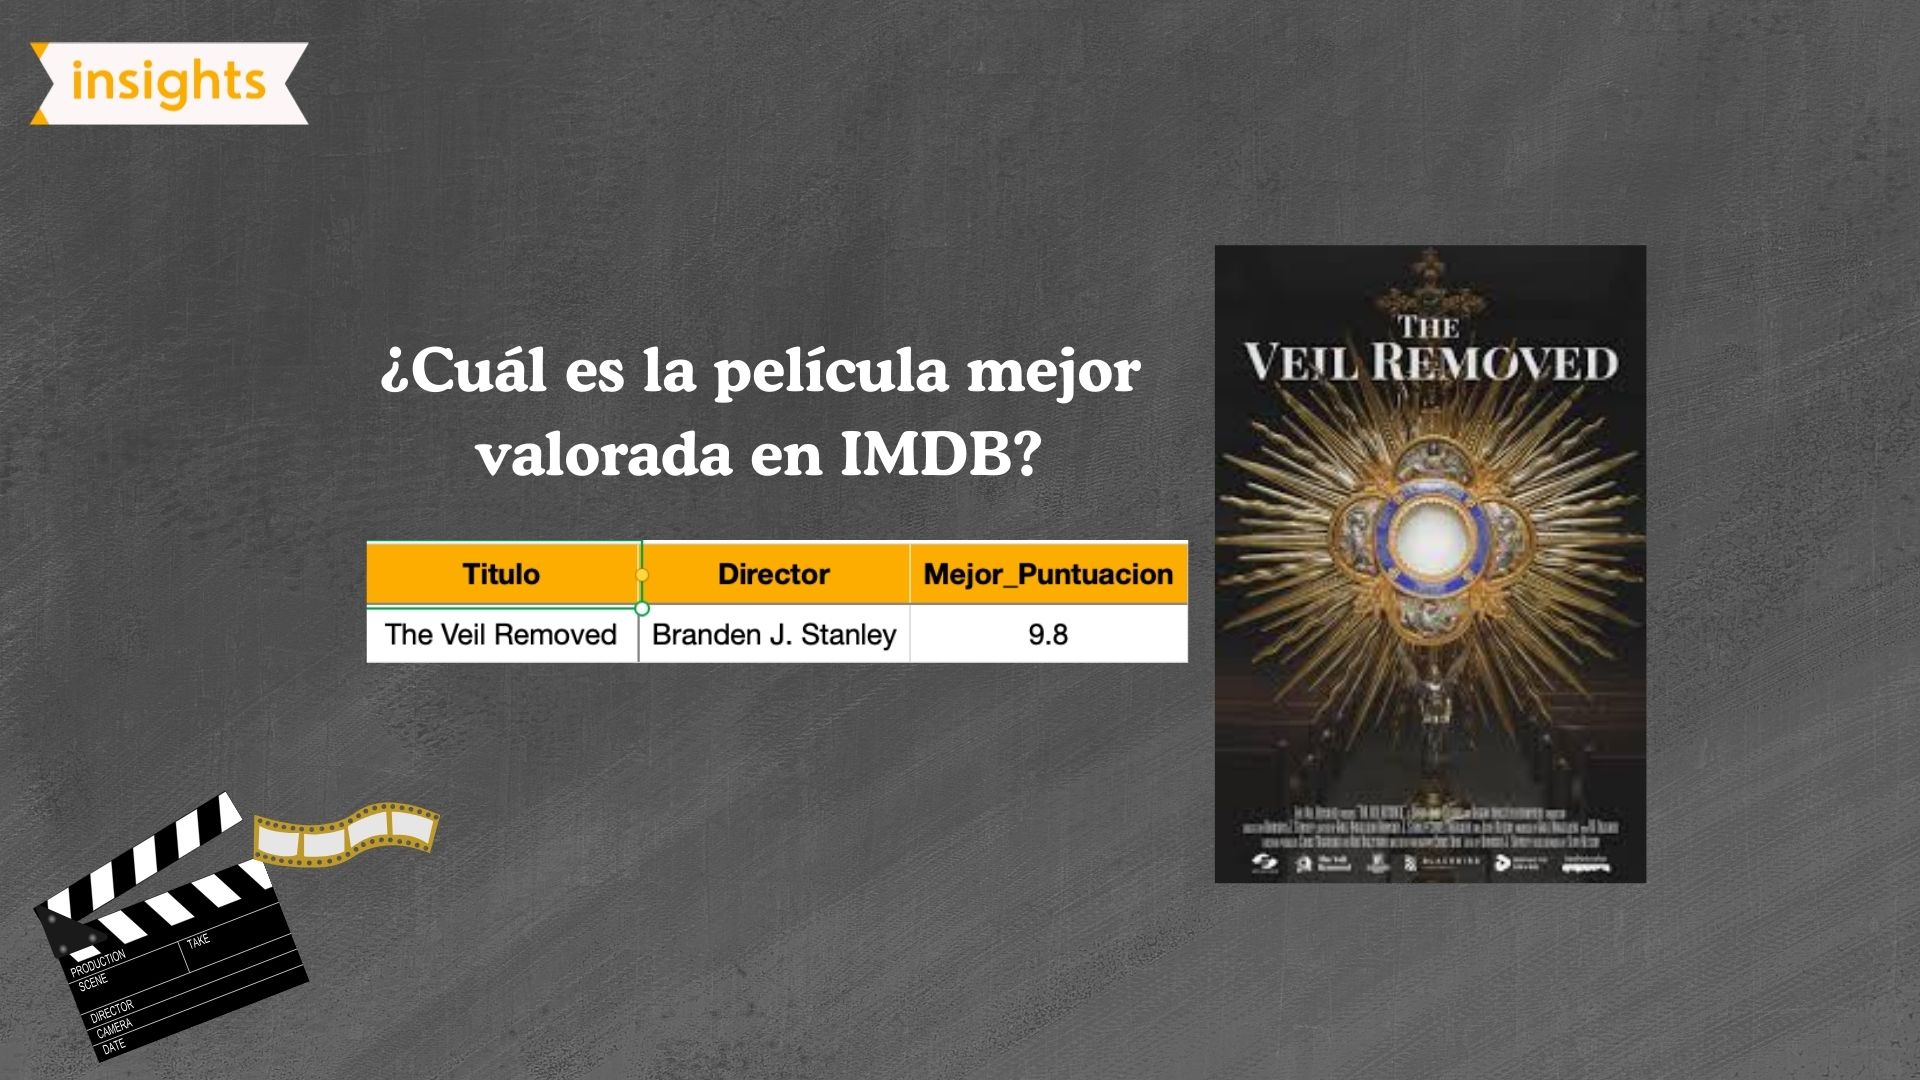 insights
¿Cuál es la película mejor
valorada en IMDB?
Titulo Director Mejor_Puntuacion
The Veil Removed Branden J. Stanley 9.8
THE
VEIL REMOVED
PRODUCTION
TAKE
SCENE
DIRECTOR
CAMERA
DATE